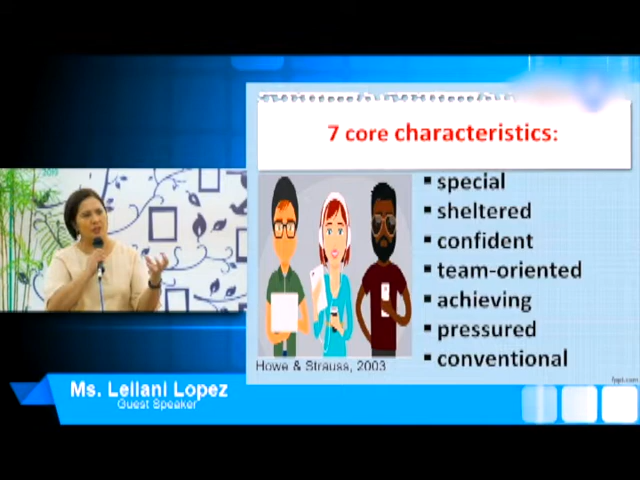 7 core characteristics:
▪ special
▪ sheltered
▪ confident
▪ team-oriented
▪ achieving
▪ pressured
▪ conventional
Howe & Strauss, 2003
fppt.com
2019
Ms. Leilani Lopez
Guest Speaker